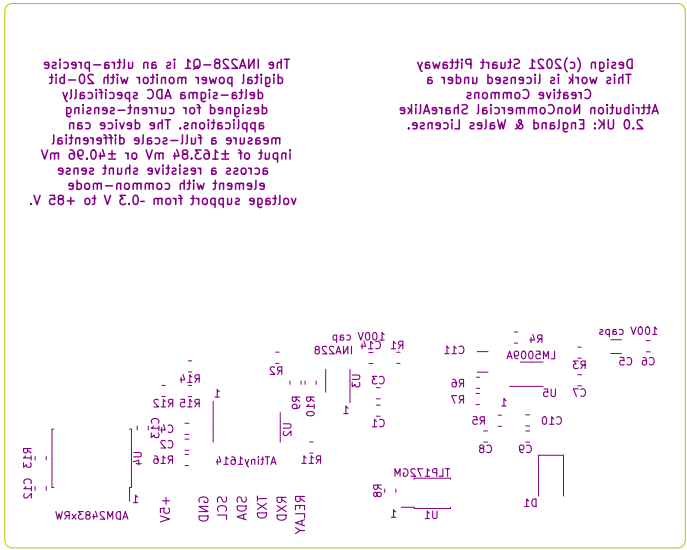 The INA228-Q1 is an ultra-precise
digital power monitor with 20-bit
delta-sigma ADC specifically
designed for current-sensing
applications. The device can
measure a full-scale differential
input of ±163.84 mV or ±40.96 mV
across a resistive shunt sense
element with common-mode
voltage support from -0.3 V to +85 V.
Design (c)2021 Stuart Pittaway
This work is licensed under a
Creative Commons
Attribution NonCommercial ShareAlike
2.0 UK: England & Wales License.
100V caps
100V cap
R4
C14
R1
INA228
C11
LM5009A
C5
C6
R3
R2
R14
U3
C3
R6
U5
C7
R7
1
R12
R15
R9
R10
1
1
C1
R5
C10
C13
C4
U2
C2
C8
C9
R13
U4
R16
ATtiny1614
R11
TLP172GM
C12
R8
1
D1
ADM2483xRW
+5V
GND
SCL
SDA
TXD
RXD
RELAY
1
U1